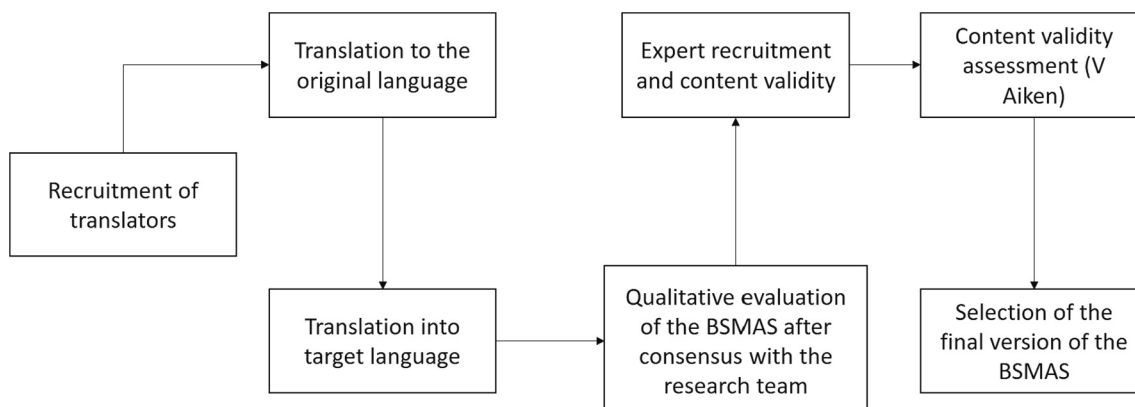 Recruitment of
translators
Translation to the
original language
Translation into
target language
Qualitative evaluation
of the BSMAS after
consensus with the
research team
Expert recruitment
and content validity
Content validity
assessment (V
Aiken)
Selection of the
final version of the
BSMAS